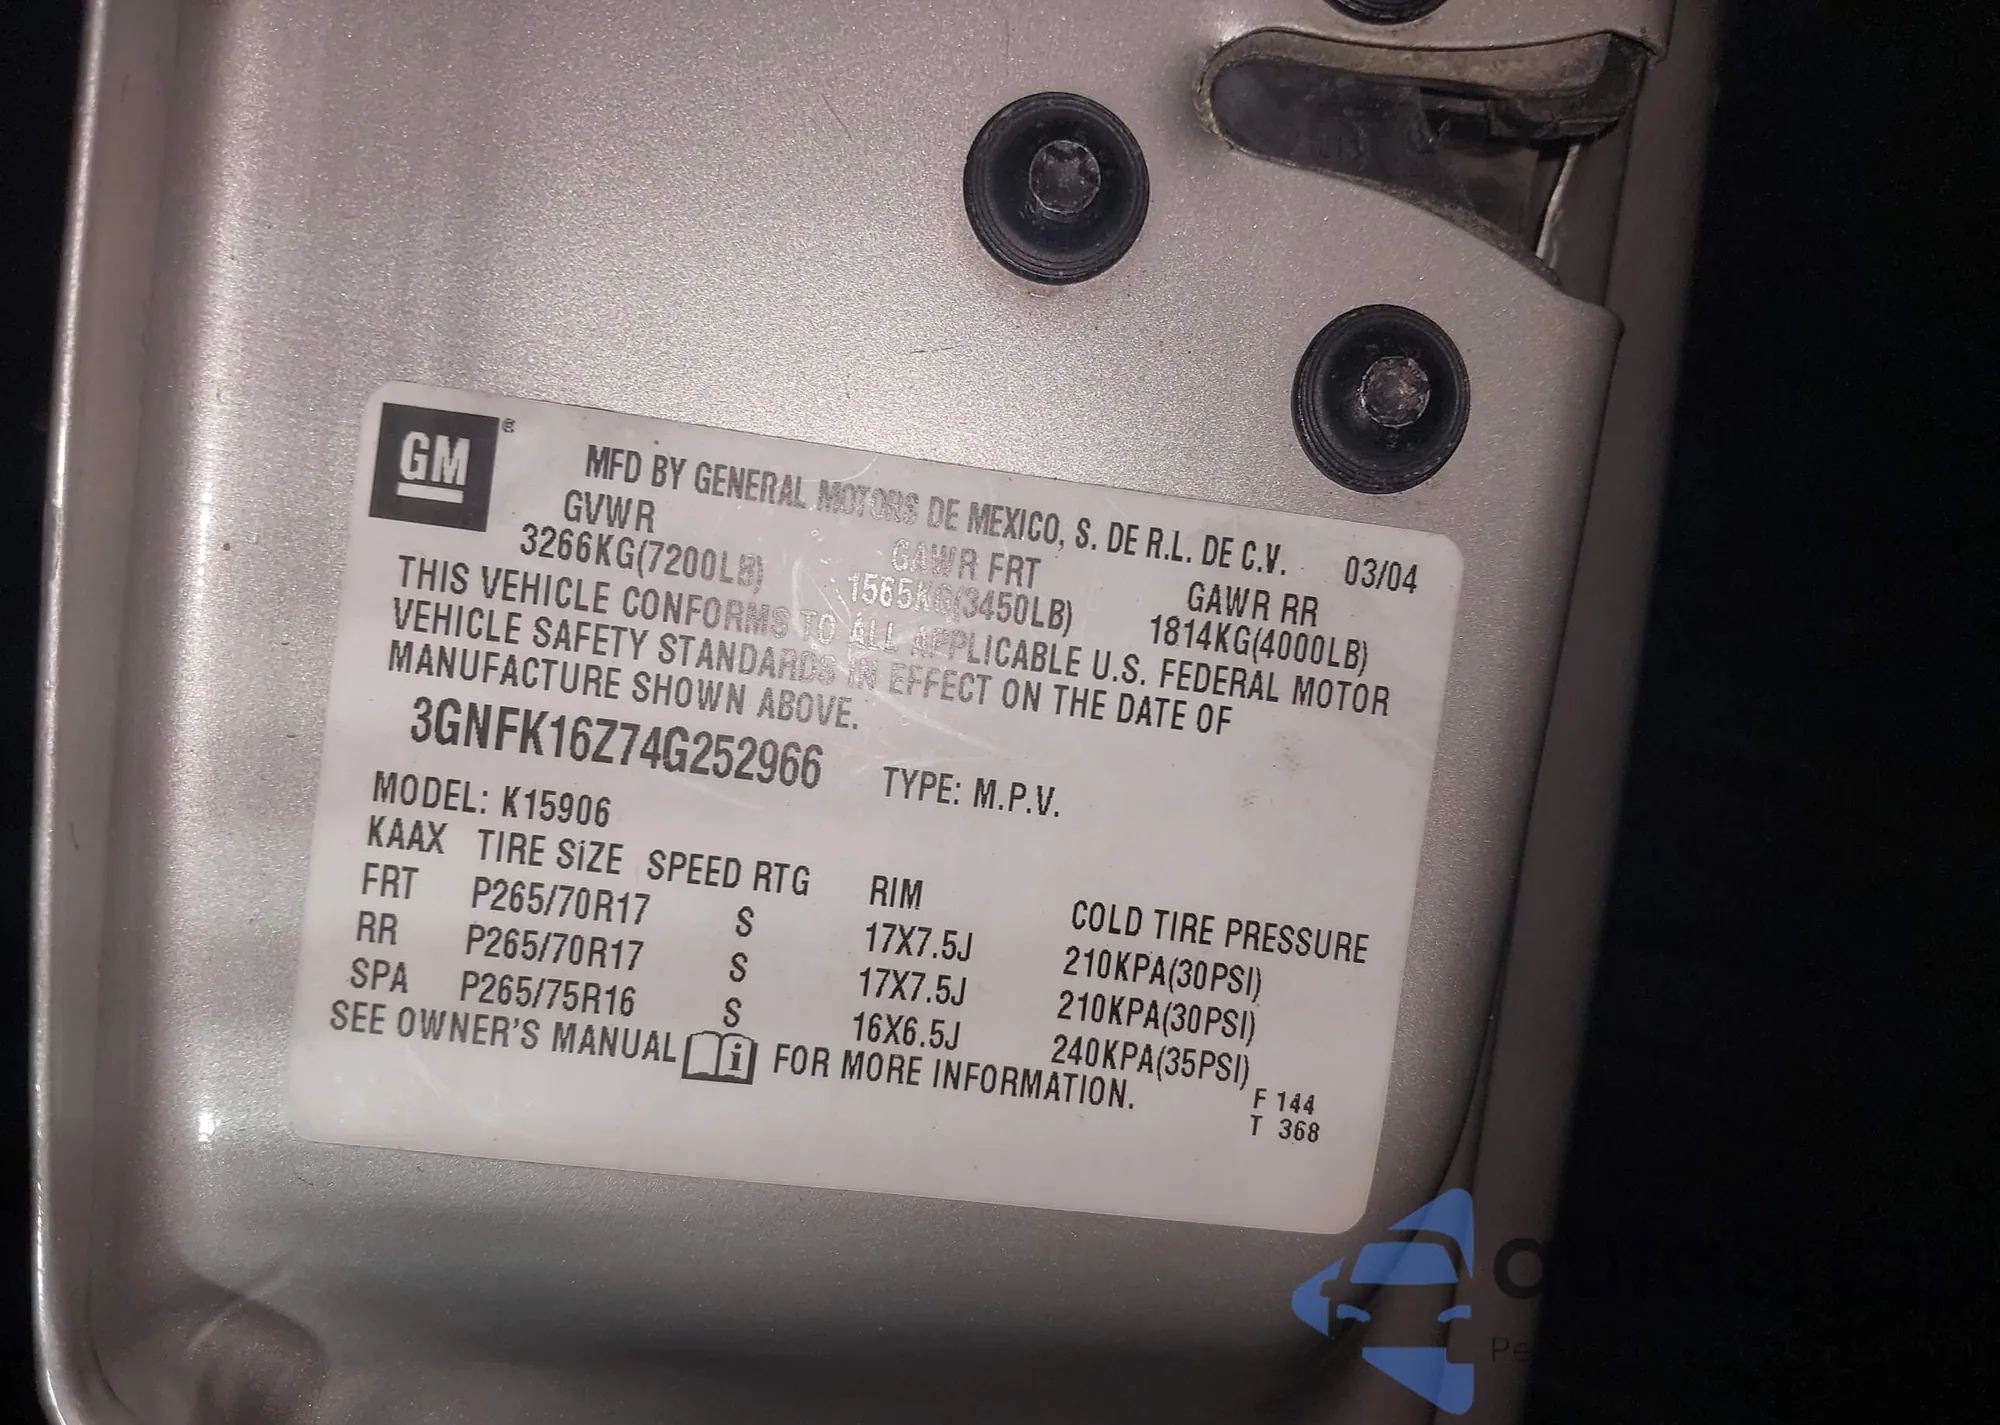 GM®
MFD BY GENERAL MOTORS DE MEXICO, S. DE R.L. DE C.V. 03/04
GVWR GAWR FRT GAWR RR
3266KG(7200LB) 1565KG(3450LB) 1814KG(4000LB)
THIS VEHICLE CONFORMS TO ALL APPLICABLE U.S. FEDERAL MOTOR
VEHICLE SAFETY STANDARDS IN EFFECT ON THE DATE OF
MANUFACTURE SHOWN ABOVE.
3GNFK16Z74G252966 TYPE: M.P.V.
MODEL: K15906
KAAX TIRE SiZE SPEED RTG RIM COLD TIRE PRESSURE
FRT P265/70R17 S 17X7.5J 210KPA(30PSI)
RR P265/70R17 S 17X7.5J 210KPA(30PSI)
SPA P265/75R16 S 16X6.5J 240KPA(35PSI)
SEE OWNER'S MANUAL i FOR MORE INFORMATION.
F 144
T 368